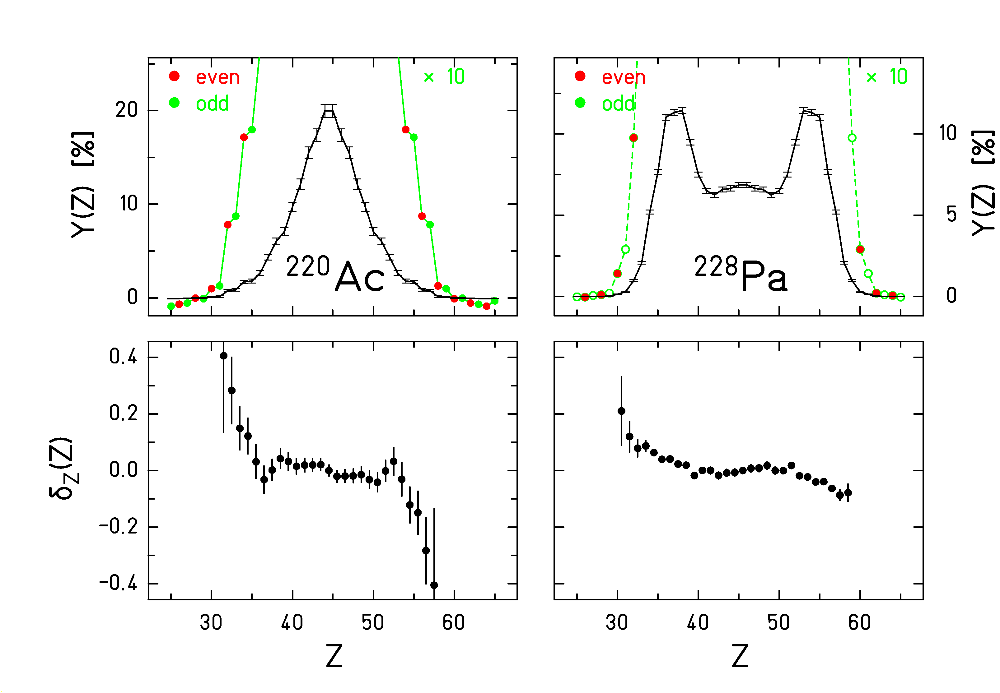 even
odd
× 10
20
10
0
Y(Z) [%]
²²⁰Ac
even
odd
× 10
10
5
0
Y(Z) [%]
²²⁸Pa
0.4
0.2
0.0
−0.2
−0.4
δZ(Z)
30 40 50 60
Z
30 40 50 60
Z